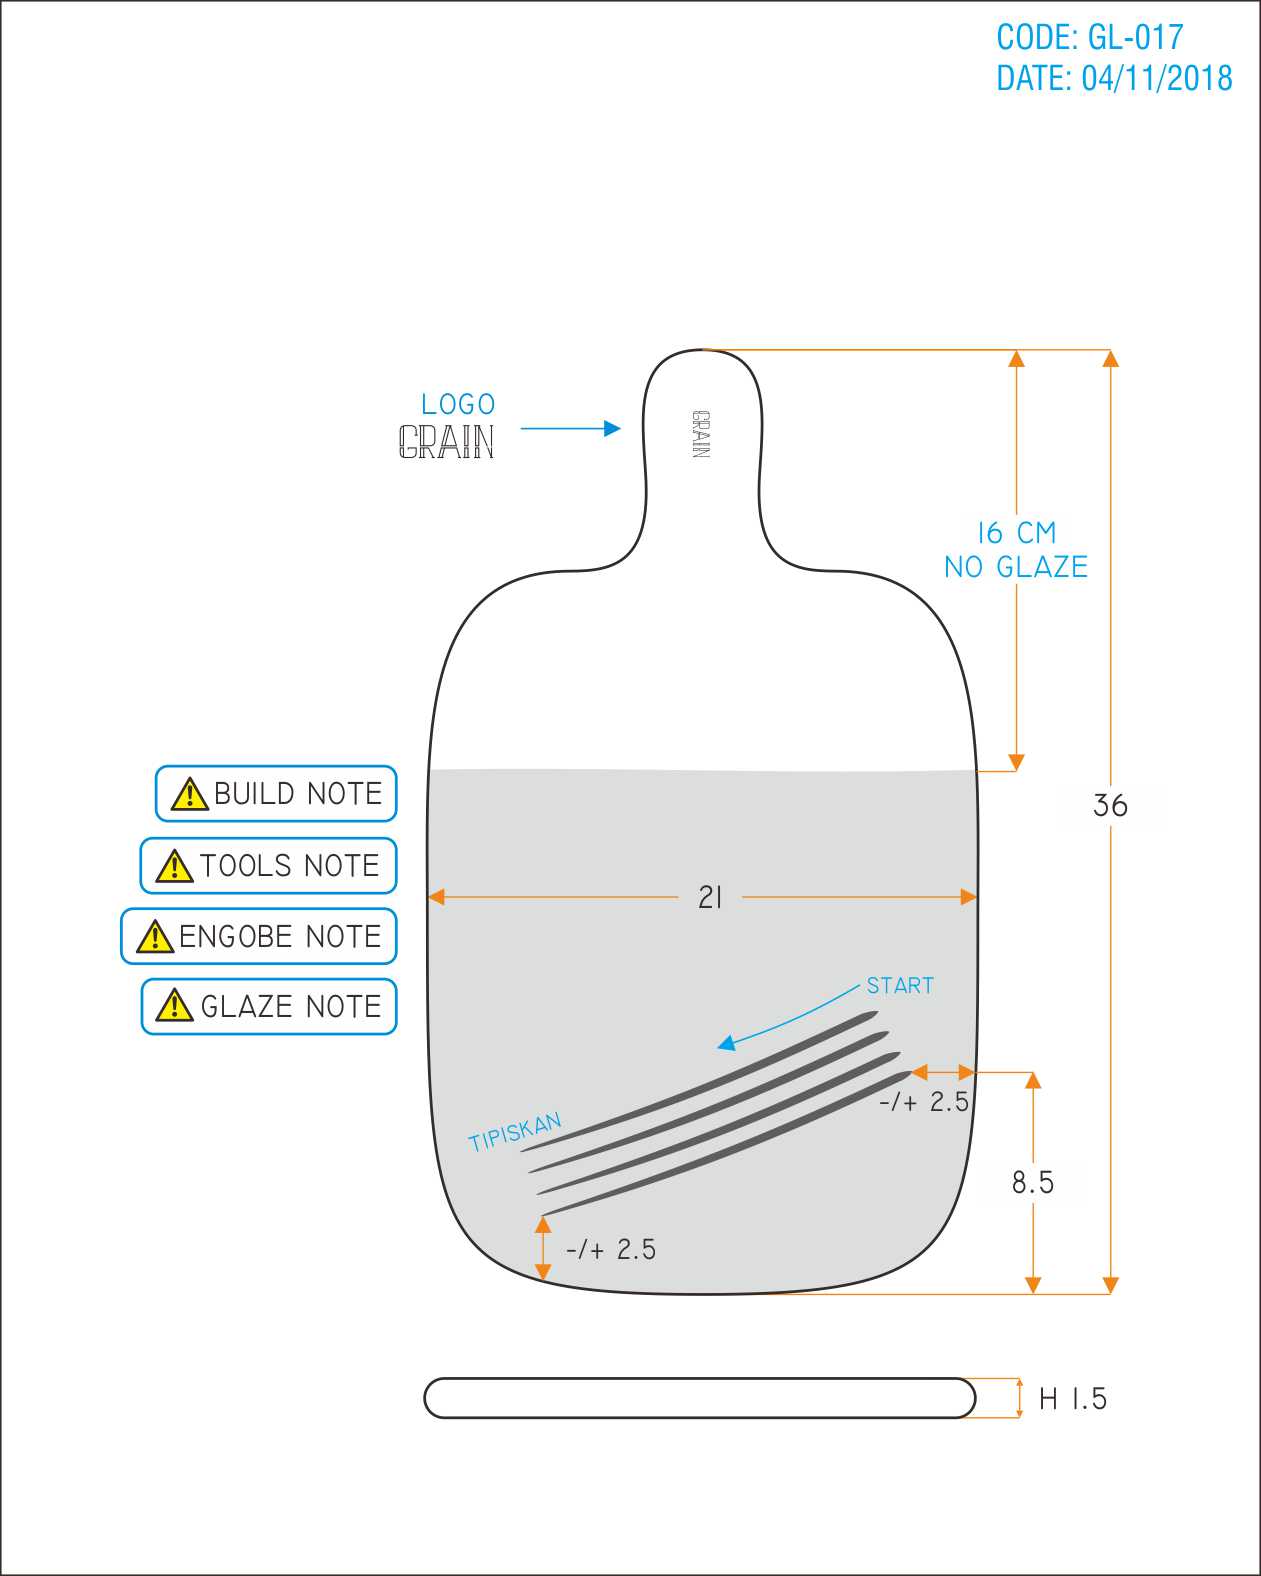 CODE: GL-017
DATE: 04/11/2018
LOGO
GRAIN
GRAIN
16 CM
NO GLAZE
BUILD NOTE
36
TOOLS NOTE
21
ENGOBE NOTE
START
GLAZE NOTE
-/+ 2.5
TIPISKAN
8.5
-/+ 2.5
H 1.5